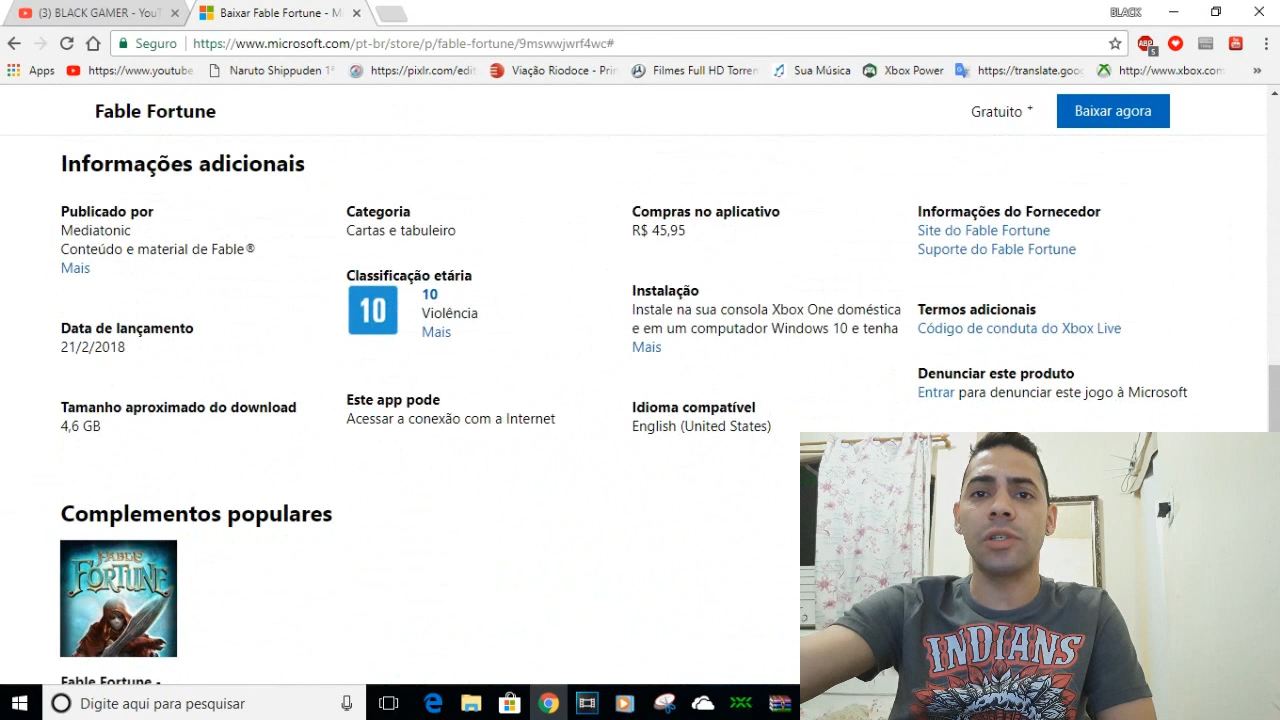 (3) BLACK GAMER - YouT
Baixar Fable Fortune - Mi
BLACK
Seguro
https://www.microsoft.com/pt-br/store/p/fable-fortune/9mswwjwrf4wc#
ABP
5
Apps
https://www.youtube
Naruto Shippuden 1ª
https://pixlr.com/edit
Viação Riodoce - Prin
Filmes Full HD Torren
Sua Música
Xbox Power
https://translate.goog
http://www.xbox.com
»
Fable Fortune
Gratuito +
Baixar agora
Informações adicionais
Publicado por
Mediatonic
Conteúdo e material de Fable®
Mais
Data de lançamento
21/2/2018
Tamanho aproximado do download
4,6 GB
Categoria
Cartas e tabuleiro
Classificação etária
10
10
Violência
Mais
Este app pode
Acessar a conexão com a Internet
Compras no aplicativo
R$ 45,95
Instalação
Instale na sua consola Xbox One doméstica
e em um computador Windows 10 e tenha
Mais
Idioma compatível
English (United States)
Informações do Fornecedor
Site do Fable Fortune
Suporte do Fable Fortune
Termos adicionais
Código de conduta do Xbox Live
Denunciar este produto
Entrar para denunciar este jogo à Microsoft
Complementos populares
FABLE
FORTUNE
Fable Fortune -
INDIANS
Digite aqui para pesquisar